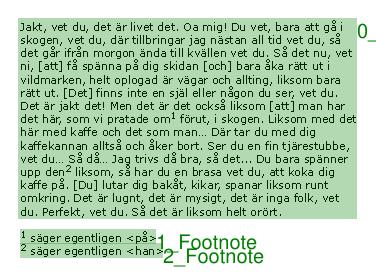 Jakt, vet du, det är livet det. Oa mig! Du vet, bara att gå i
skogen, vet du, där tillbringar jag nästan all tid vet du, så
det går ifrån morgon ända till kvällen vet du. Så det nu, vet
ni, [att] få spänna på dig skidan [och] bara åka rätt ut i
vildmarken, helt oplogad är vägar och allting, liksom bara
rätt ut. [Det] finns inte en själ eller någon du ser, vet du.
Det är jakt det! Men det är det också liksom [att] man har
det här, som vi pratade om¹ förut, i skogen. Liksom med det
här med kaffe och det som man... Där tar du med dig
kaffekannan alltså och åker bort. Ser du en fin tjärestubbe,
vet du... Så då... Jag trivs då bra, så det... Du bara spänner
upp den² liksom, så har du en brasa vet du, att koka dig
kaffe på. [Du] lutar dig bakåt, kikar, spanar liksom runt
omkring. Det är lugnt, det är mysigt, det är inga folk, vet
du. Perfekt, vet du. Så det är liksom helt orört.
0_
¹ säger egentligen <på>
1_Footnote
² säger egentligen <han>
2_Footnote